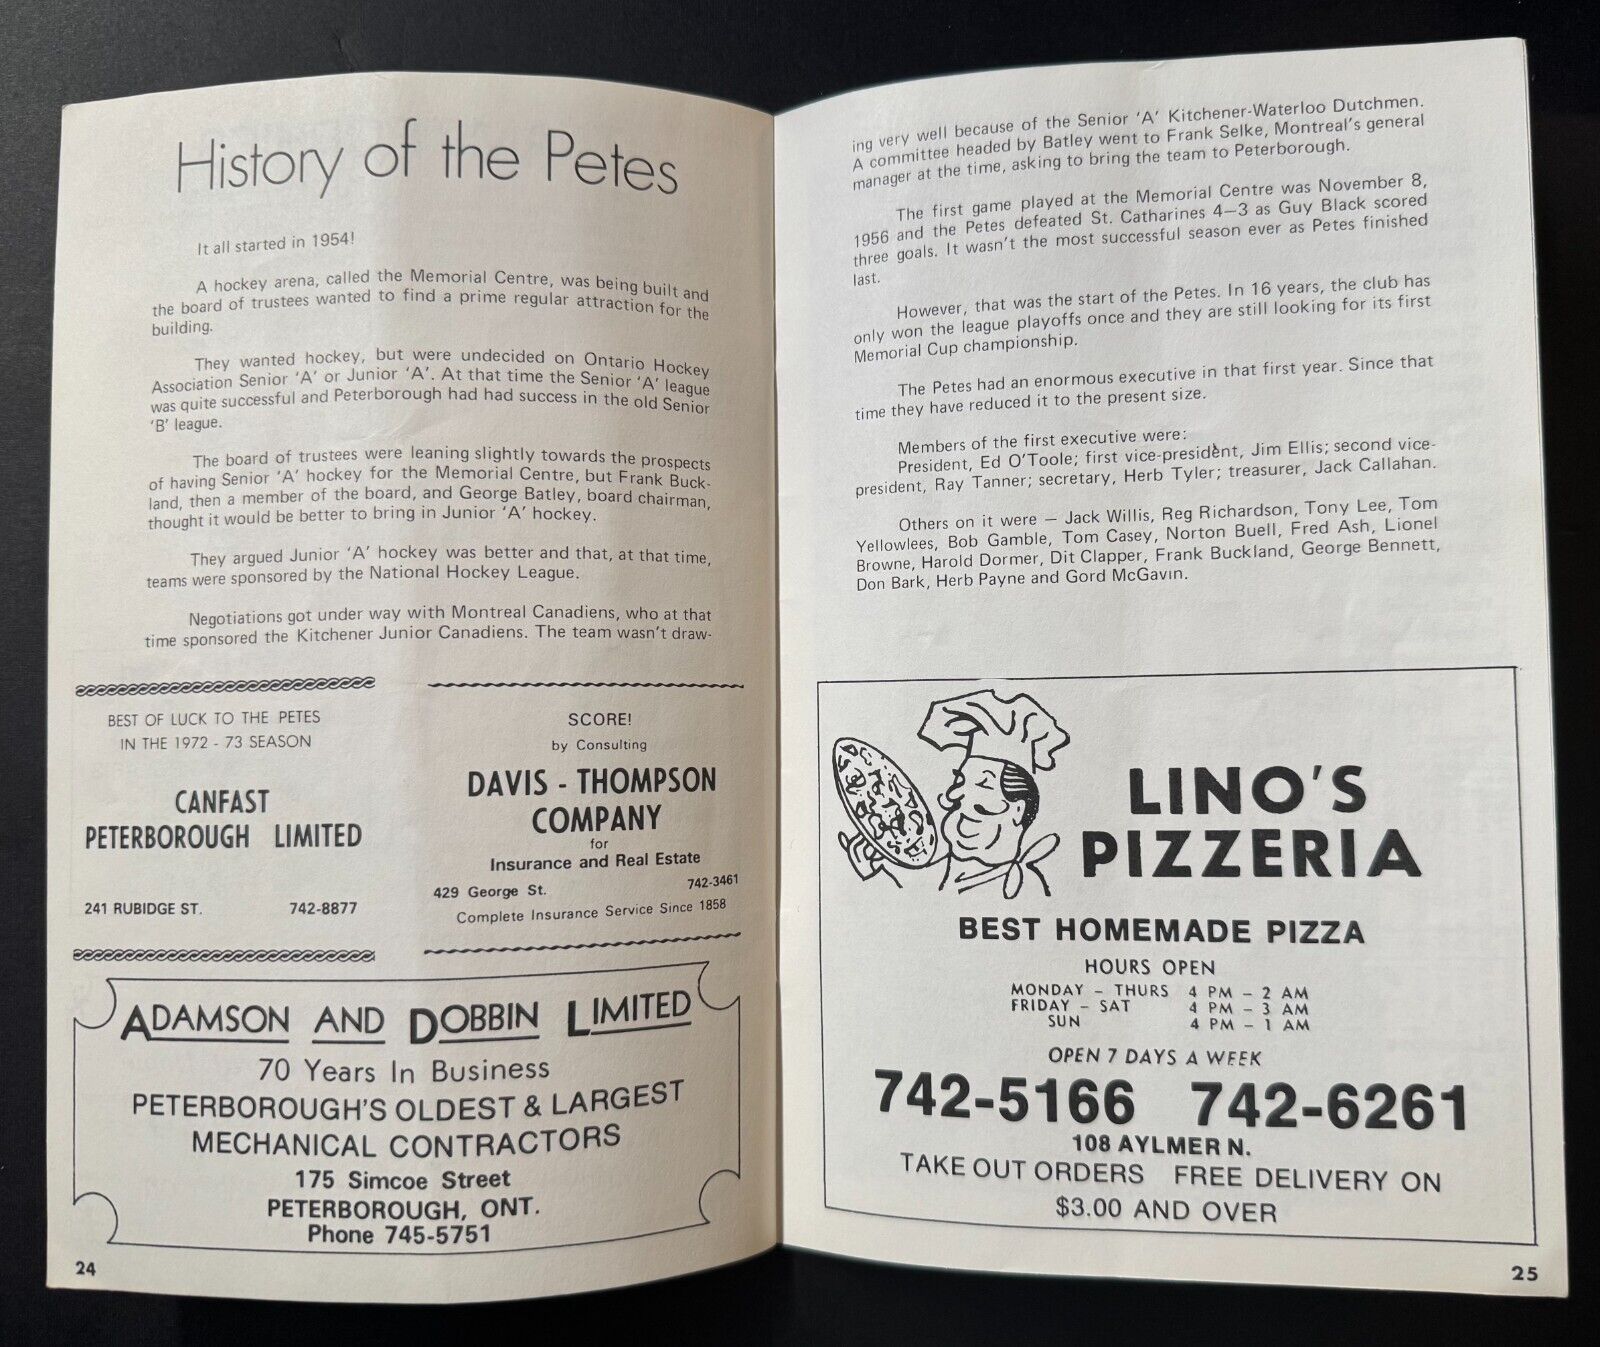 History of the Petes
It all started in 1954!
A hockey arena, called the Memorial Centre, was being built and
the board of trustees wanted to find a prime regular attraction for the
building.
They wanted hockey, but were undecided on Ontario Hockey
Association Senior 'A' or Junior 'A'. At that time the Senior 'A' league
was quite successful and Peterborough had had success in the old Senior
'B' league.
The board of trustees were leaning slightly towards the prospects
of having Senior 'A' hockey for the Memorial Centre, but Frank Buck-
land, then a member of the board, and George Batley, board chairman,
thought it would be better to bring in Junior 'A' hockey.
They argued Junior 'A' hockey was better and that, at that time,
teams were sponsored by the National Hockey League.
Negotiations got under way with Montreal Canadiens, who at that
time sponsored the Kitchener Junior Canadiens. The team wasn't draw-
BEST OF LUCK TO THE PETES
IN THE 1972 - 73 SEASON
CANFAST
PETERBOROUGH LIMITED
241 RUBIDGE ST. 742-8877
SCORE!
by Consulting
DAVIS - THOMPSON
COMPANY
for
Insurance and Real Estate
429 George St. 742-3461
Complete Insurance Service Since 1858
ADAMSON AND DOBBIN LIMITED
70 Years In Business
PETERBOROUGH'S OLDEST & LARGEST
MECHANICAL CONTRACTORS
175 Simcoe Street
PETERBOROUGH, ONT.
Phone 745-5751
24
ing very well because of the Senior 'A' Kitchener-Waterloo Dutchmen.
A committee headed by Batley went to Frank Selke, Montreal's general
manager at the time, asking to bring the team to Peterborough.
The first game played at the Memorial Centre was November 8,
1956 and the Petes defeated St. Catharines 4—3 as Guy Black scored
three goals. It wasn't the most successful season ever as Petes finished
last.
However, that was the start of the Petes. In 16 years, the club has
only won the league playoffs once and they are still looking for its first
Memorial Cup championship.
The Petes had an enormous executive in that first year. Since that
time they have reduced it to the present size.
Members of the first executive were:
President, Ed O'Toole; first vice-president, Jim Ellis; second vice-
president, Ray Tanner; secretary, Herb Tyler; treasurer, Jack Callahan.
Others on it were — Jack Willis, Reg Richardson, Tony Lee, Tom
Yellowlees, Bob Gamble, Tom Casey, Norton Buell, Fred Ash, Lionel
Browne, Harold Dormer, Dit Clapper, Frank Buckland, George Bennett,
Don Bark, Herb Payne and Gord McGavin.
LINO'S
PIZZERIA
BEST HOMEMADE PIZZA
HOURS OPEN
MONDAY - THURS 4 PM - 2 AM
FRIDAY - SAT 4 PM - 3 AM
SUN 4 PM - 1 AM
OPEN 7 DAYS A WEEK
742-5166 742-6261
108 AYLMER N.
TAKE OUT ORDERS FREE DELIVERY ON
$3.00 AND OVER
25